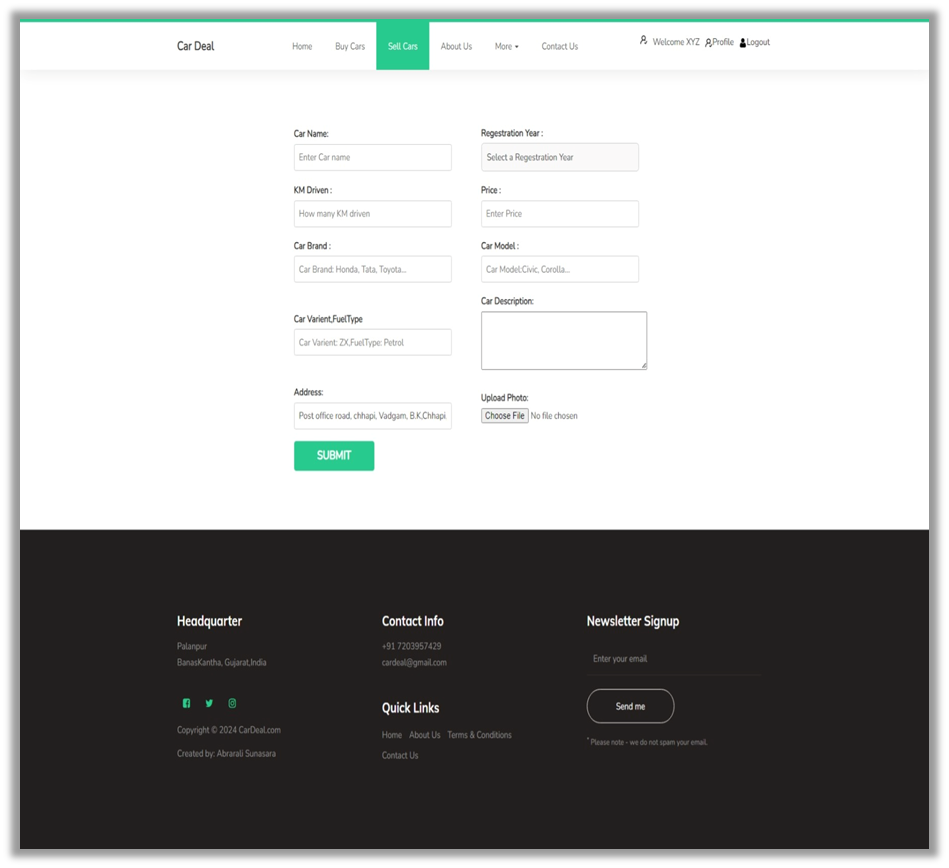 Car Deal
Home Buy Cars Sell Cars About Us More Contact Us
Welcome XYZ Profile Logout
Car Name:
Enter Car name
Regestration Year :
Select a Regestration Year
KM Driven :
How many KM driven
Price :
Enter Price
Car Brand :
Car Brand: Honda, Tata, Toyota...
Car Model :
Car Model:Civic, Corolla...
Car Varient,FuelType
Car Varient: ZX,FuelType: Petrol
Car Description:
Address:
Post office road, chhapi, Vadgam, B.K,Chhapi
Upload Photo:
Choose File No file chosen
SUBMIT
Headquarter
Palanpur
BanasKantha, Gujarat,India
Copyright © 2024 CarDeal.com
Created by: Abrarali Sunasara
Contact Info
+91 7203957429
cardeal@gmail.com
Quick Links
Home About Us Terms & Conditions
Contact Us
Newsletter Signup
Enter your email
Send me
* Please note - we do not spam your email.